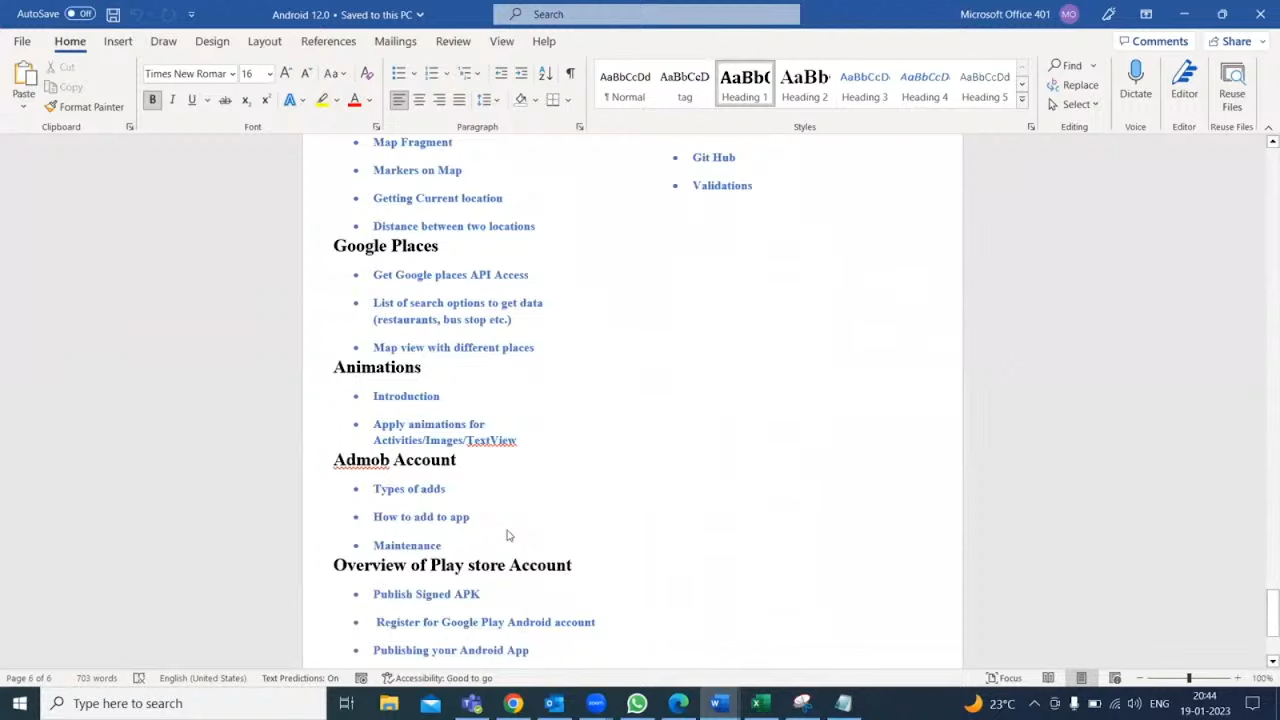 AutoSave Off
Android 12.0 • Saved to this PC
Search
Microsoft Office 401 MO
File Home Insert Draw Design Layout References Mailings Review View Help
Comments Share
Paste
Cut
Copy
Format Painter
Clipboard
Times New Romar 16
Font
Paragraph
AaBbCcDd
¶ Normal
AaBbCcD
tag
AaBb(
Heading 1
AaBb
Heading 2
AaBbCcDd
Heading 3
AaBbCcD
Heading 4
AaBbCcDd
Heading 5
Styles
Find
Replace
Select
Editing
Dictate
Voice
Editor
Editor
Reuse
Files
Reuse Files
Map Fragment
Markers on Map
Getting Current location
Distance between two locations
Google Places
Get Google places API Access
List of search options to get data
(restaurants, bus stop etc.)
Map view with different places
Animations
Introduction
Apply animations for
Activities/Images/TextView
Admob Account
Types of adds
How to add to app
Maintenance
Overview of Play store Account
Publish Signed APK
Register for Google Play Android account
Publishing your Android App
Git Hub
Validations
Page 6 of 6 703 words English (United States) Text Predictions: On Accessibility: Good to go Focus 100%
Type here to search
23°C
ENG
20:44
19-01-2023